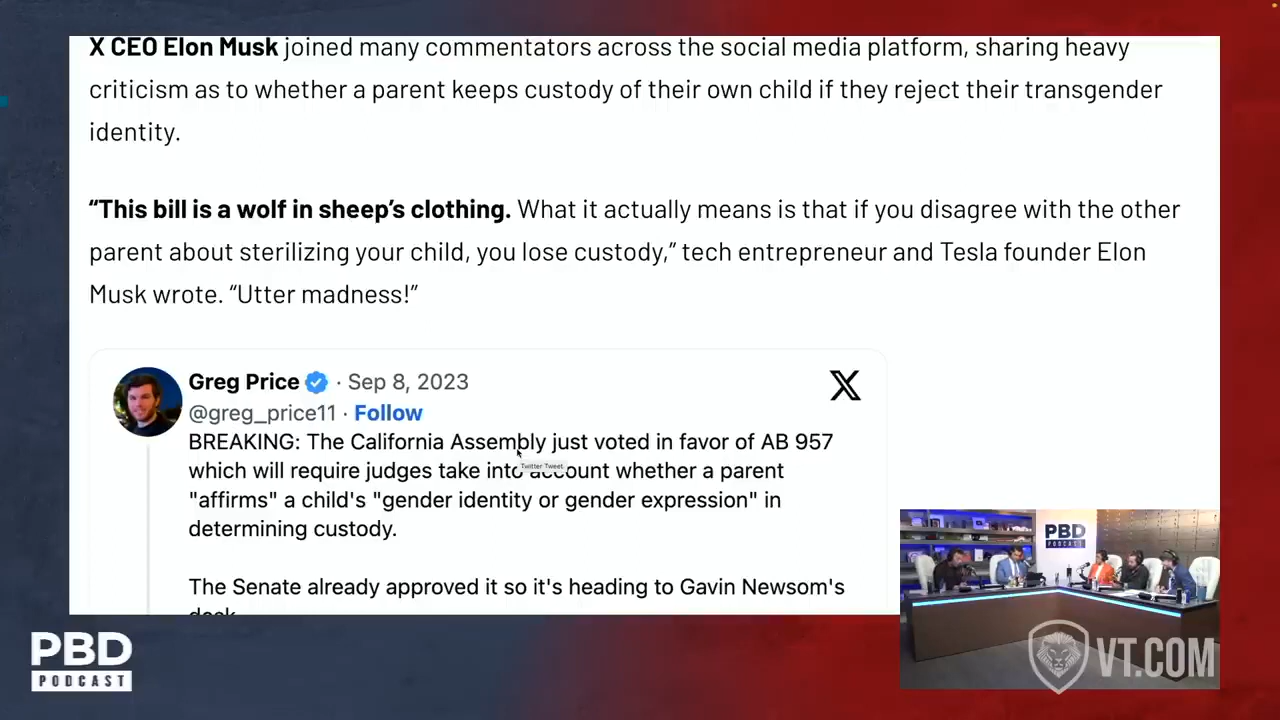 X CEO Elon Musk joined many commentators across the social media platform, sharing heavy
criticism as to whether a parent keeps custody of their own child if they reject their transgender
identity.
“This bill is a wolf in sheep’s clothing. What it actually means is that if you disagree with the other
parent about sterilizing your child, you lose custody,” tech entrepreneur and Tesla founder Elon
Musk wrote. “Utter madness!”
Greg Price · Sep 8, 2023
@greg_price11 · Follow
BREAKING: The California Assembly just voted in favor of AB 957
which will require judges take into account whether a parent
Twitter Tweet
"affirms" a child's "gender identity or gender expression" in
determining custody.
The Senate already approved it so it's heading to Gavin Newsom's
desk
PBD
PODCAST
PBD
PODCAST
VT.COM